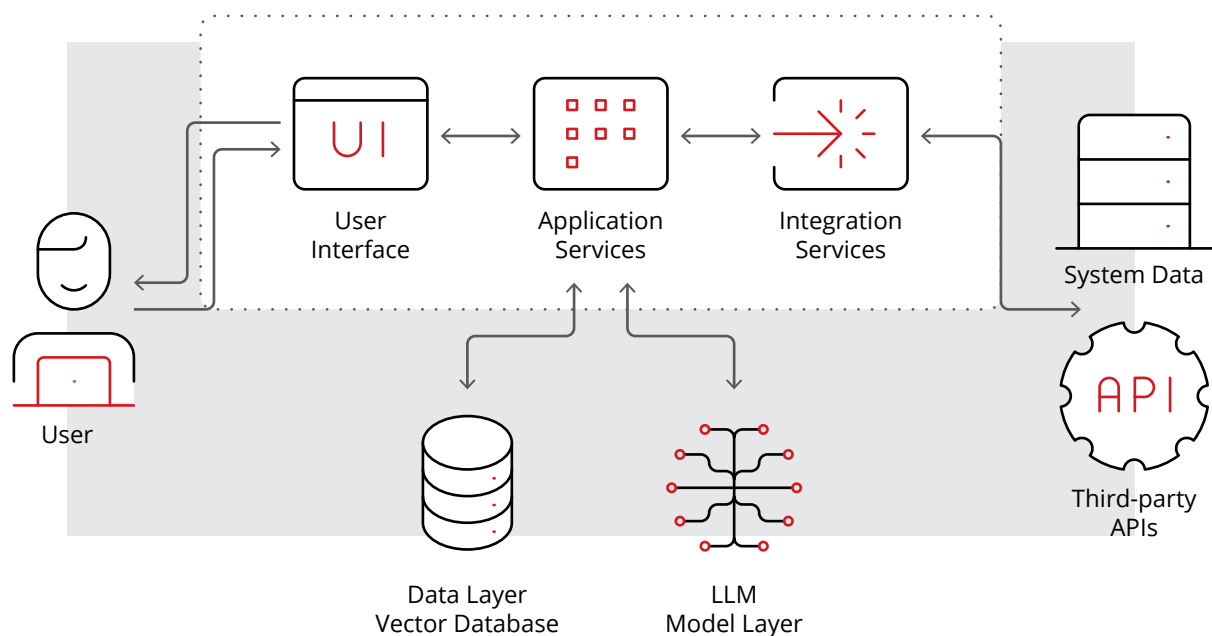 UI
User
Interface
Application
Services
Integration
Services
System Data
User
API
Third-party
APIs
Data Layer
Vector Database
LLM
Model Layer